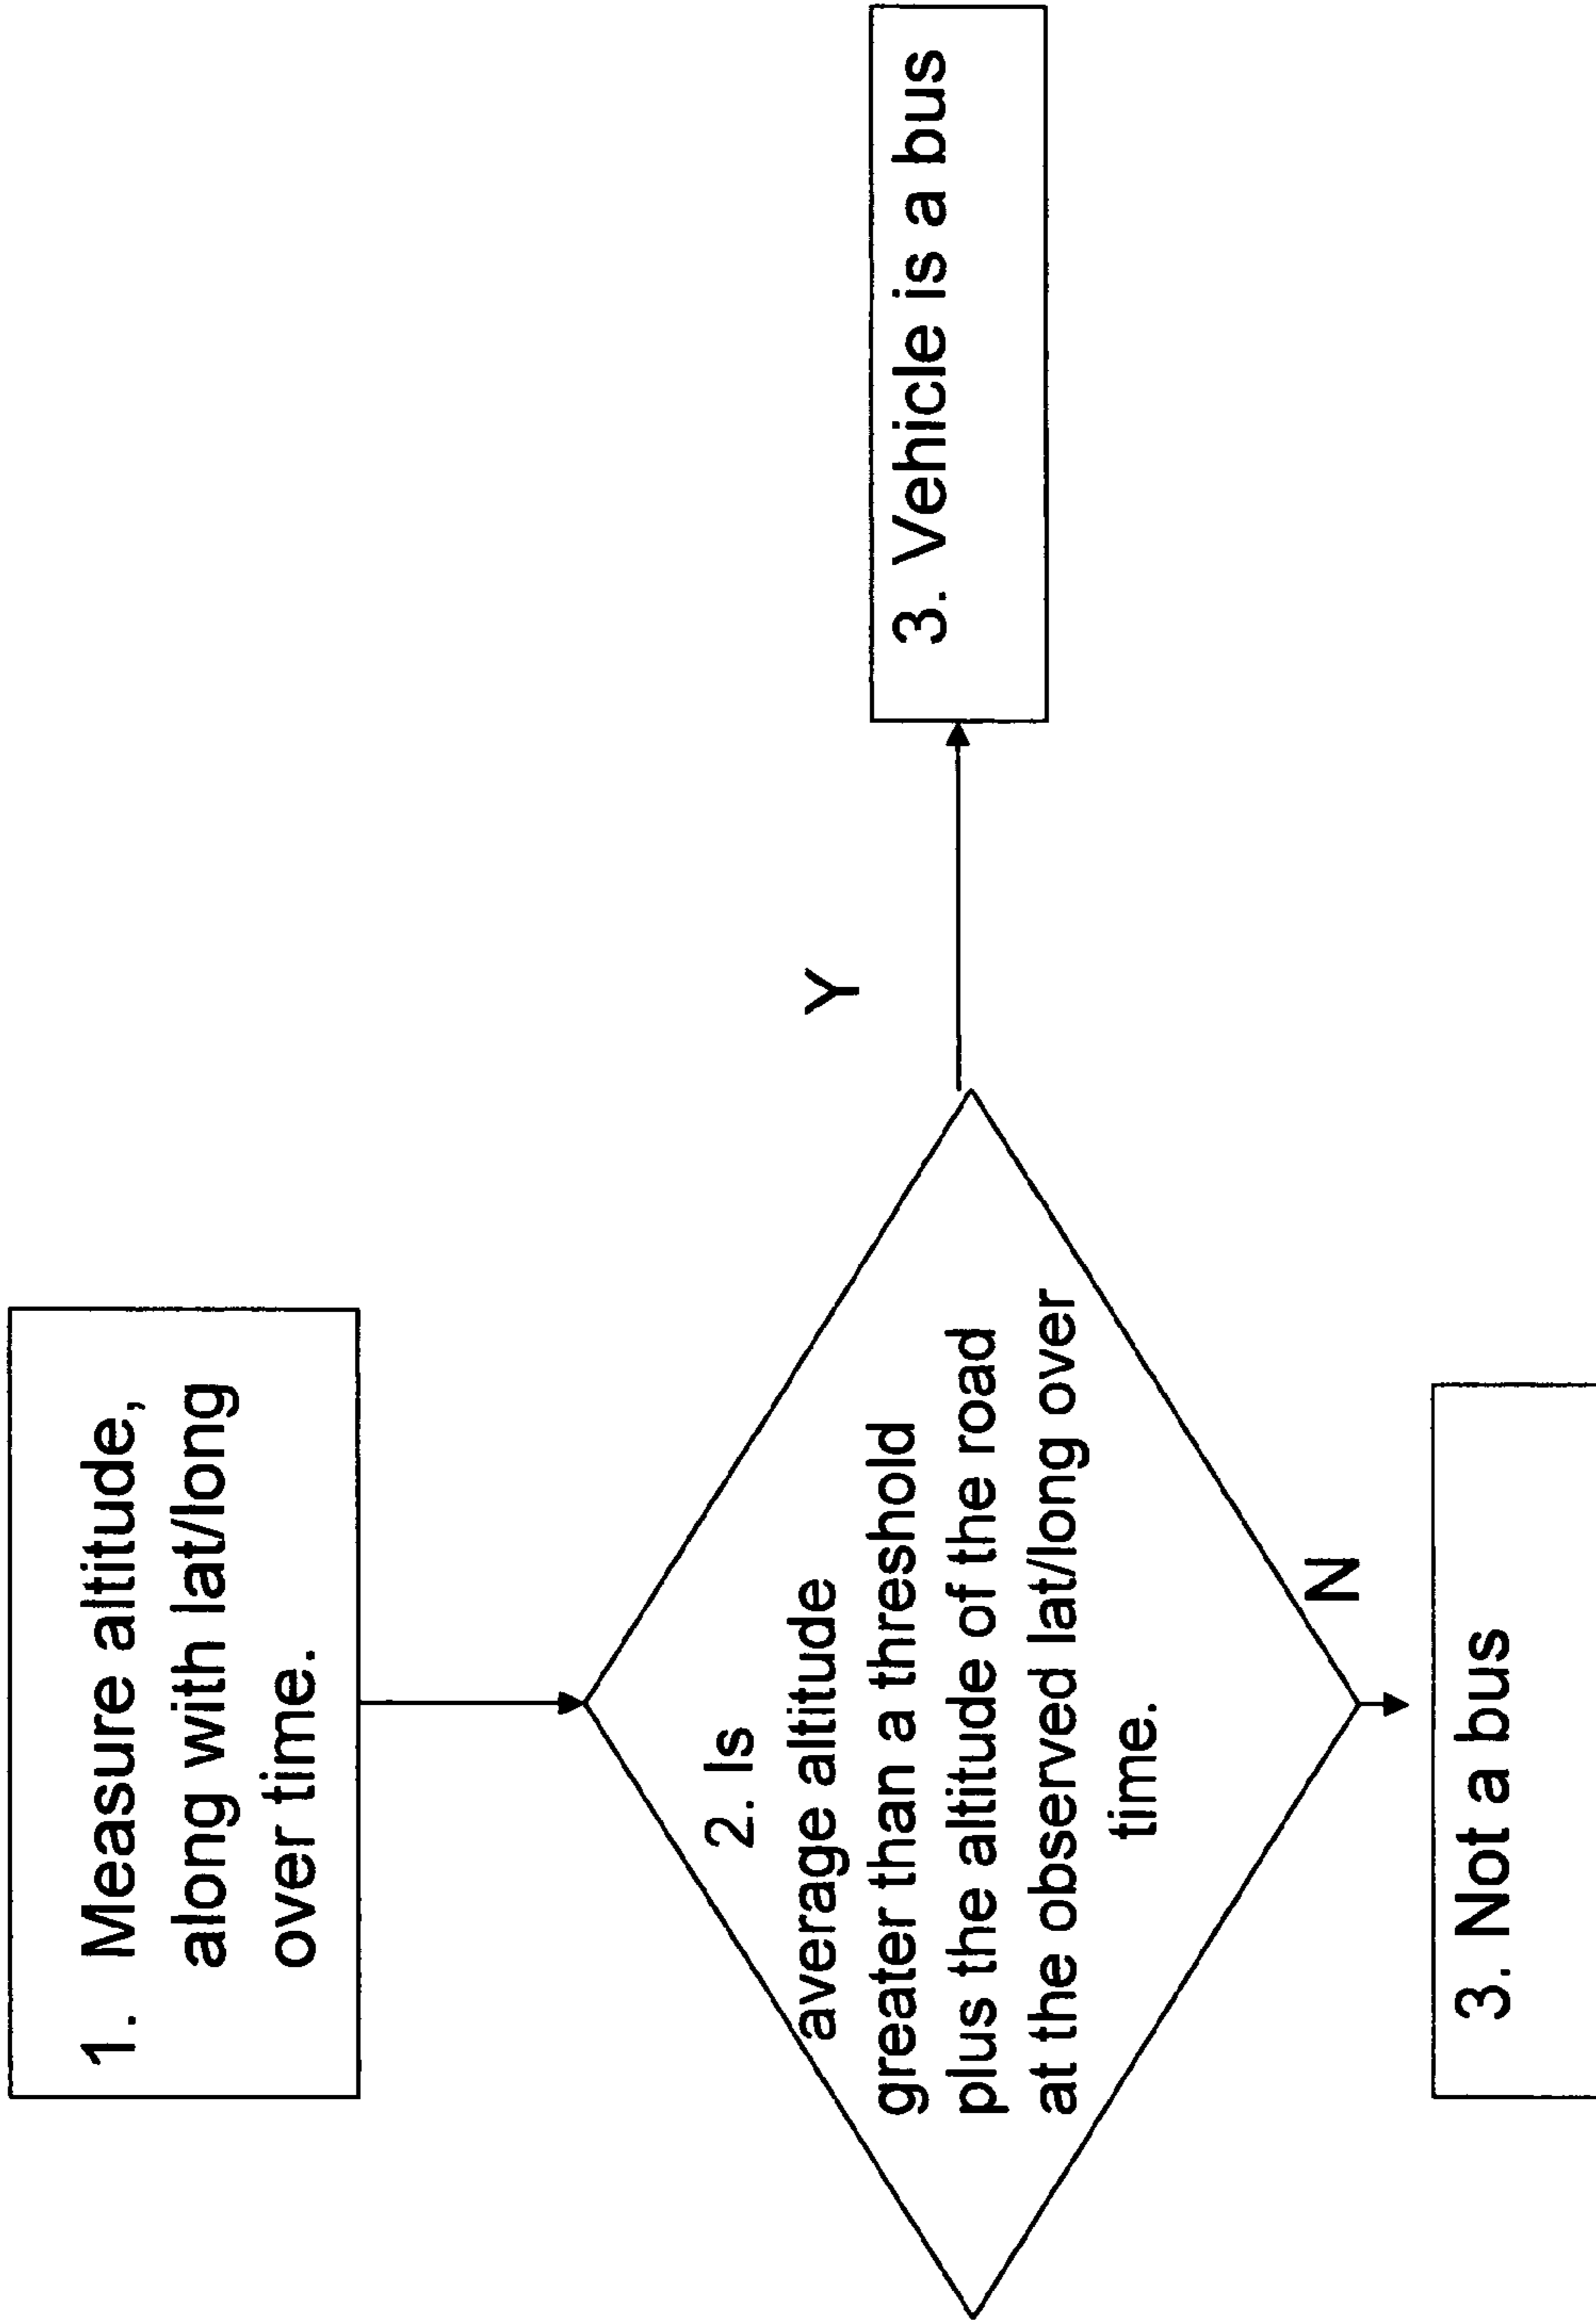 1. Measure altitude,
along with lat/long
over time.
2. Is
average altitude
greater than a threshold
plus the altitude of the road
at the observed lat/long over
time.
Y
3. Vehicle is a bus
N
3. Not a bus